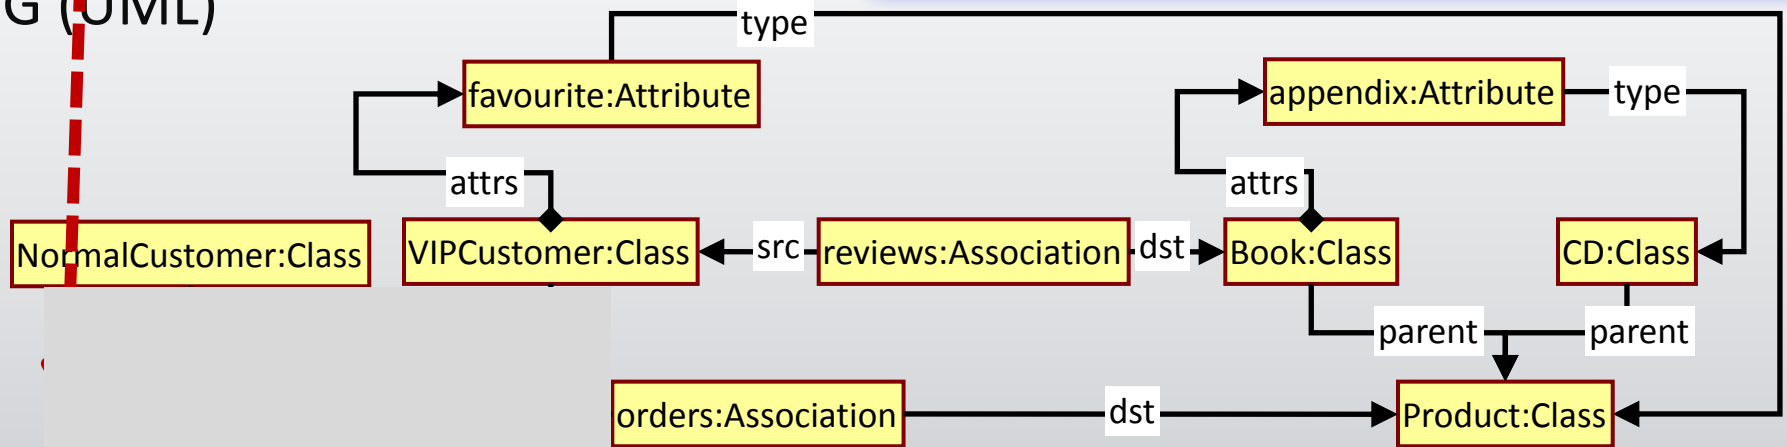 G (UML)
type
favourite:Attribute
appendix:Attribute
type
attrs
attrs
NormalCustomer:Class
VIPCustomer:Class
src
reviews:Association
dst
Book:Class
CD:Class
parent
parent
orders:Association
dst
Product:Class